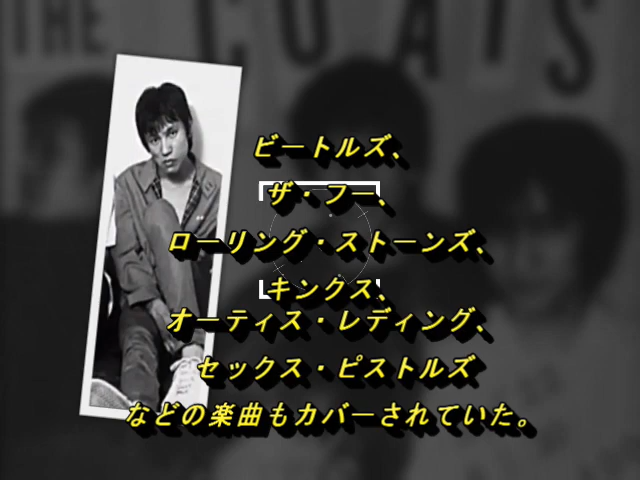 THE COATS
ビートルズ、
ザ・フー、
ローリング・ストーンズ、
キンクス、
オーティス・レディング、
セックス・ピストルズ
などの楽曲もカバーされていた。